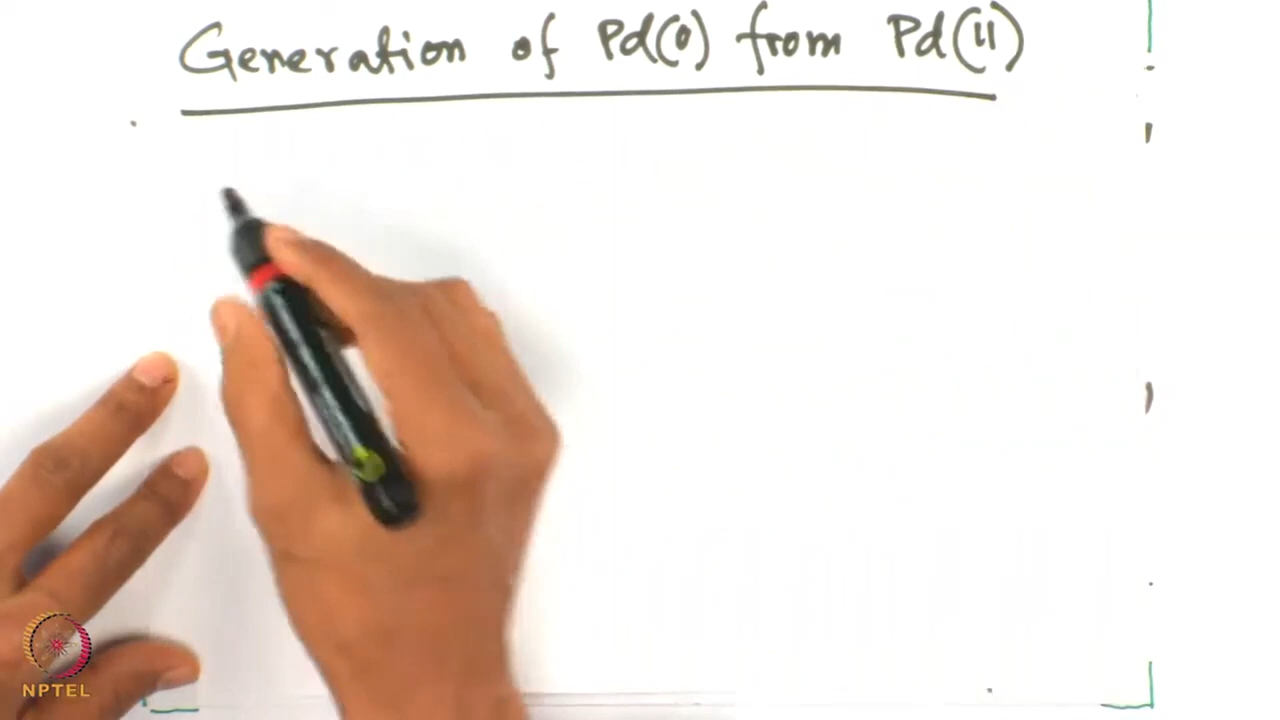 Generation of Pd(0) from Pd(II)
NPTEL